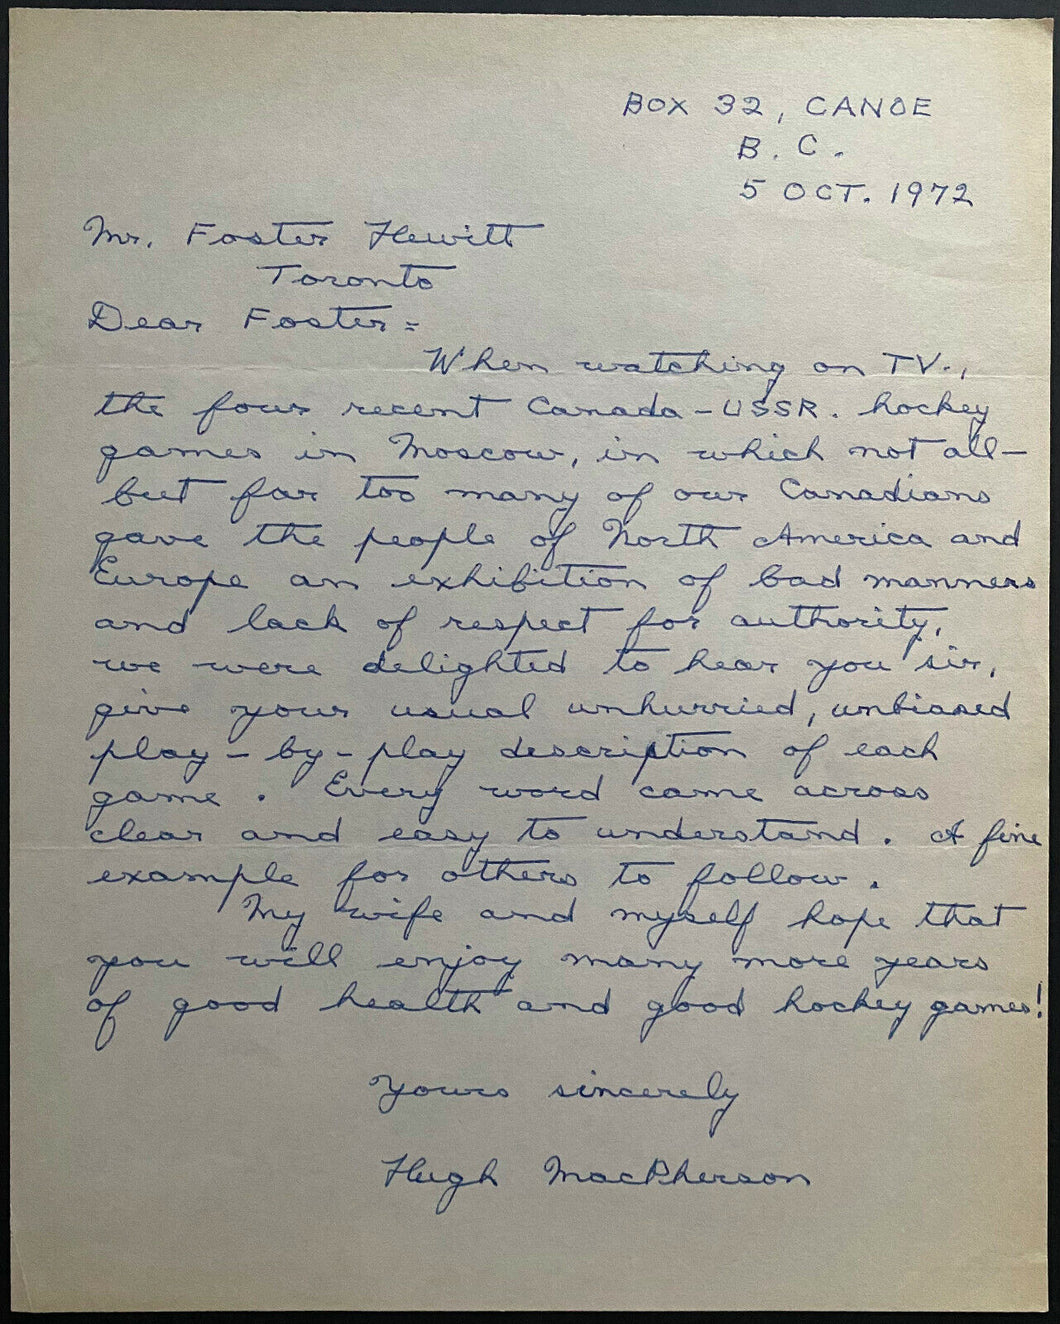 BOX 32, CANOE
B. C.
5 OCT. 1972
Mr. Foster Hewitt
Toronto
Dear Foster:
When watching on TV.,
the four recent Canada-USSR. hockey
games in Moscow, in which not all-
but far too many of our Canadians
gave the people of North America and
Europe an exhibition of bad manners
and lack of respect for authority,
we were delighted to hear you sir,
give your usual unhurried, unbiased
play-by-play description of each
game. Every word came across
clear and easy to understand. A fine
example for others to follow.
My wife and myself hope that
you will enjoy many more years
of good health and good hockey games!
Yours sincerely
Hugh MacPherson